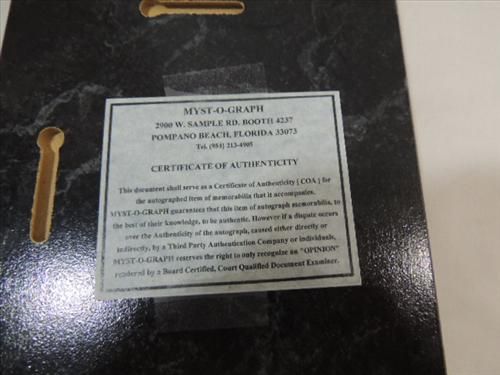 MYST-O-GRAPH
2900 W. SAMPLE RD. BOOTH 4237
POMPANO BEACH, FLORIDA 33073
Tel. (954) 213-4905
CERTIFICATE OF AUTHENTICITY
This document shall serve as a Certificate of Authenticity [ COA ] for
the autographed item of memorabilia that it accompanies.
MYST-O-GRAPH guarantees that this item of autograph memorabilia, to
the best of their knowledge, to be authentic. However if a dispute occurs
over the Authenticity of the autograph, caused either directly or
indirectly, by a Third Party Authentication Company or individuals,
MYST-O-GRAPH reserves the right to only recognize an "OPINION"
rendered by a Board Certified, Court Qualified Document Examiner.